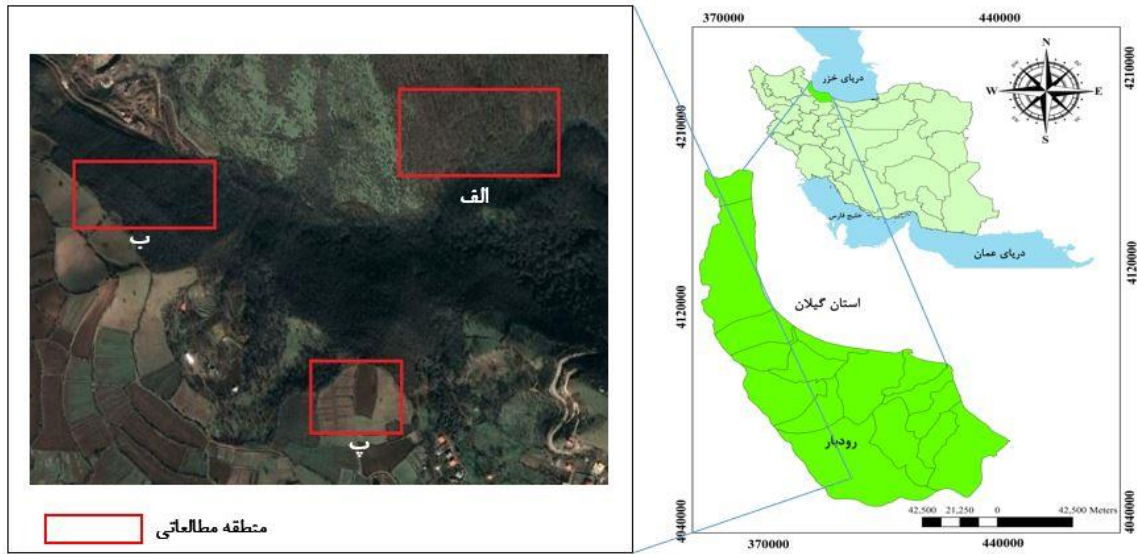 الف
ب
پ
منطقه مطالعاتی
370000
440000
4210000
4210000
N
W
E
S
دریای خزر
خلیج فارس
دریای عمان
4120000
4120000
استان گیلان
رودبار
42,500 21,250 0 42,500 Meters
4040000
4040000
370000
440000